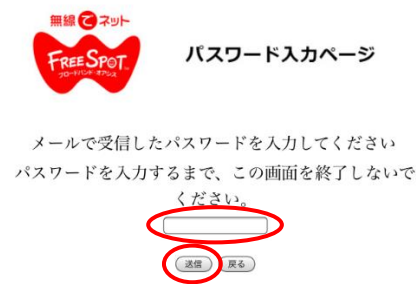 無線でネット
FREESPOT™
ブロードバンド・オアシス
パスワード入力ページ
メールで受信したパスワードを入力してください
パスワードを入力するまで、この画面を終了しないで
ください。
送信 戻る